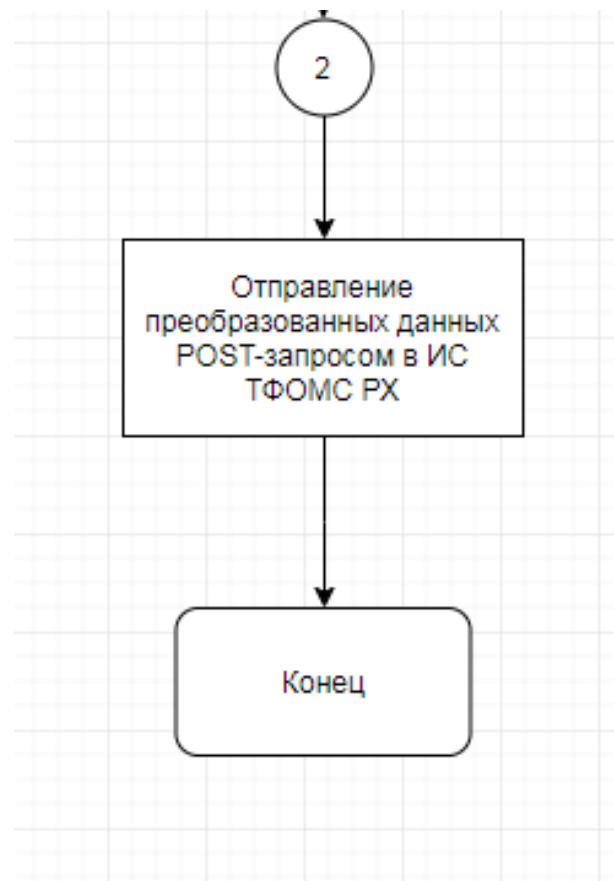 2
Отправление
преобразованных данных
POST-запросом в ИС
ТФОМС РХ
Конец